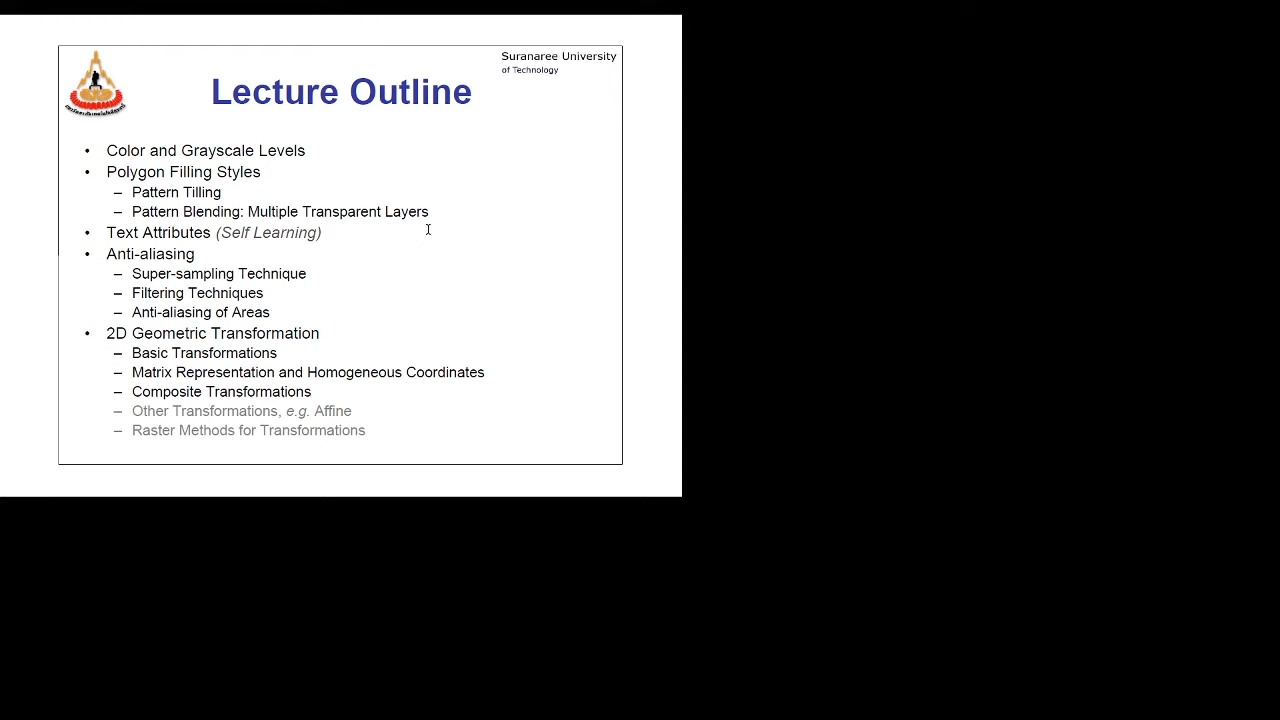 Suranaree University
of Technology
Lecture Outline
• Color and Grayscale Levels
• Polygon Filling Styles
– Pattern Tilling
– Pattern Blending: Multiple Transparent Layers
• Text Attributes (Self Learning)
• Anti-aliasing
– Super-sampling Technique
– Filtering Techniques
– Anti-aliasing of Areas
• 2D Geometric Transformation
– Basic Transformations
– Matrix Representation and Homogeneous Coordinates
– Composite Transformations
– Other Transformations, e.g. Affine
– Raster Methods for Transformations